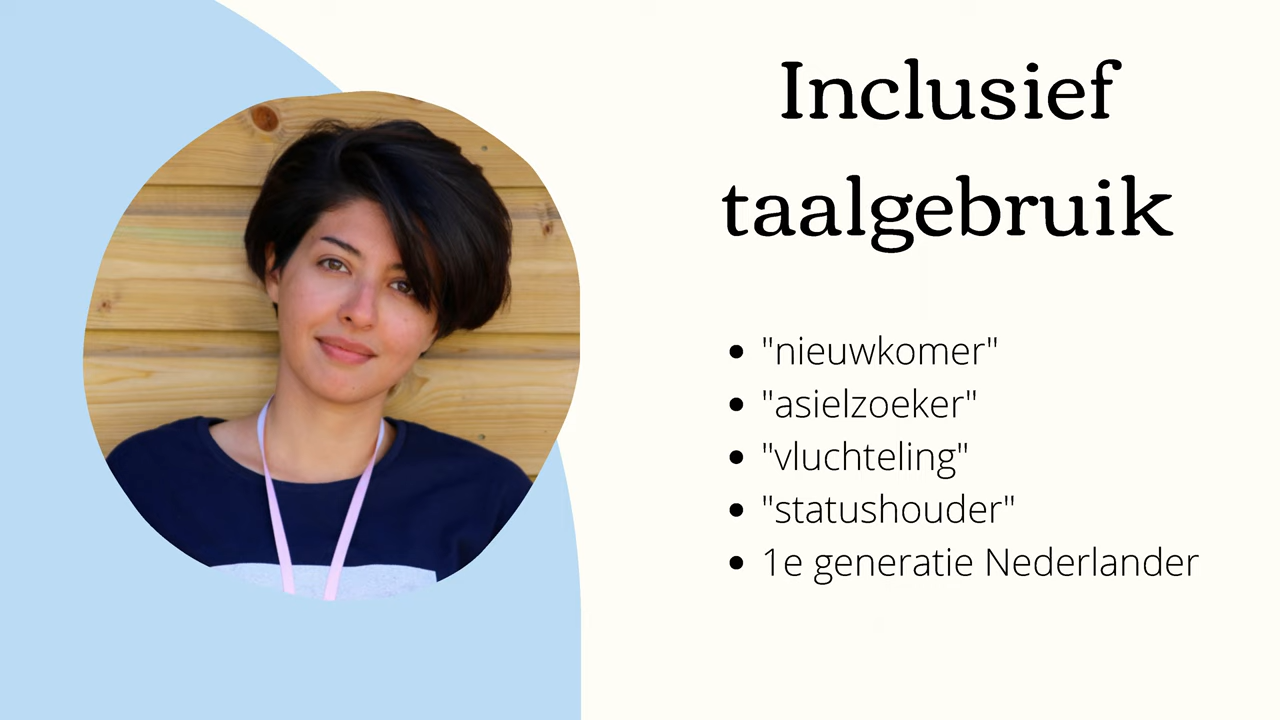 Inclusief
taalgebruik
"nieuwkomer"
"asielzoeker"
"vluchteling"
"statushouder"
1e generatie Nederlander